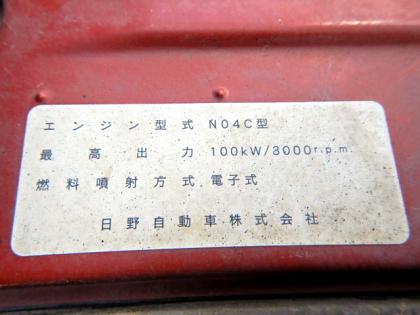 エンジン型式 N04C型
最高出力 100kW/3000r.p.m.
燃料噴射方式 電子式
日野自動車株式会社